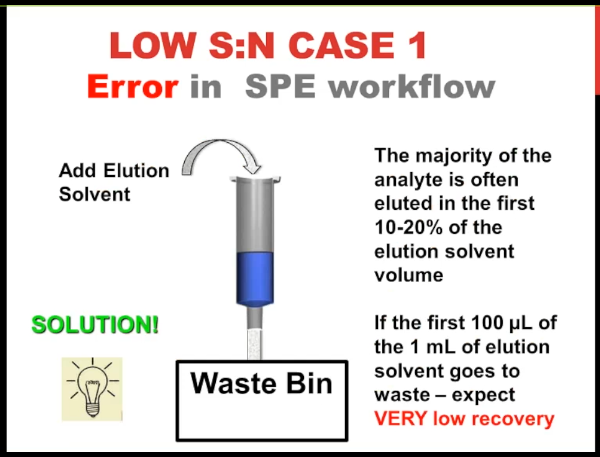 LOW S:N CASE 1
Error in SPE workflow
Add Elution
Solvent
The majority of the
analyte is often
eluted in the first
10-20% of the
elution solvent
volume
SOLUTION!
If the first 100 µL of
the 1 mL of elution
solvent goes to
waste – expect
VERY low recovery
Waste Bin